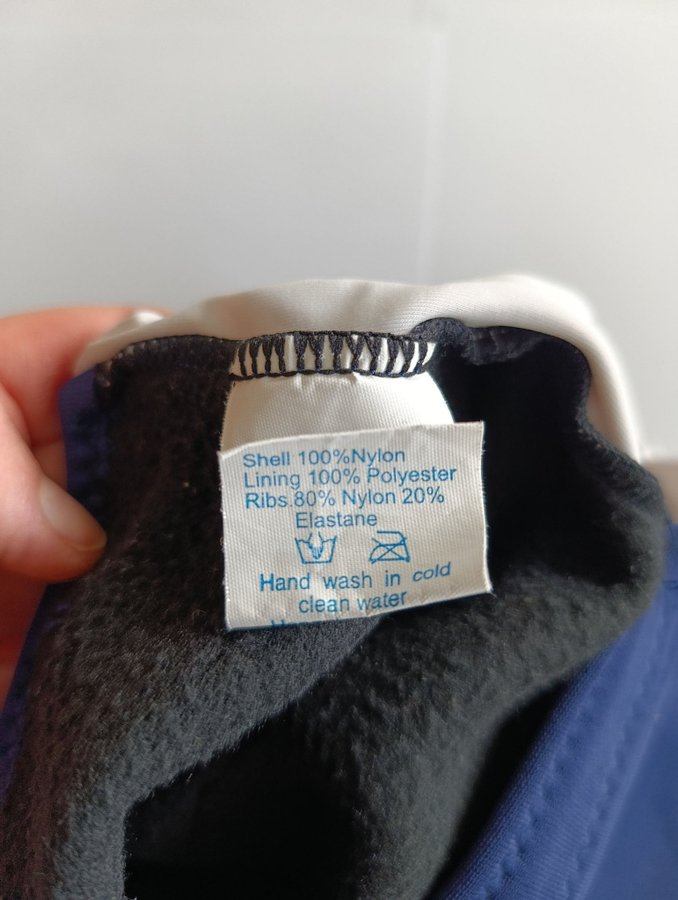 Shell 100%Nylon
Lining 100% Polyester
Ribs.80% Nylon 20%
Elastane
Hand wash in cold
clean water